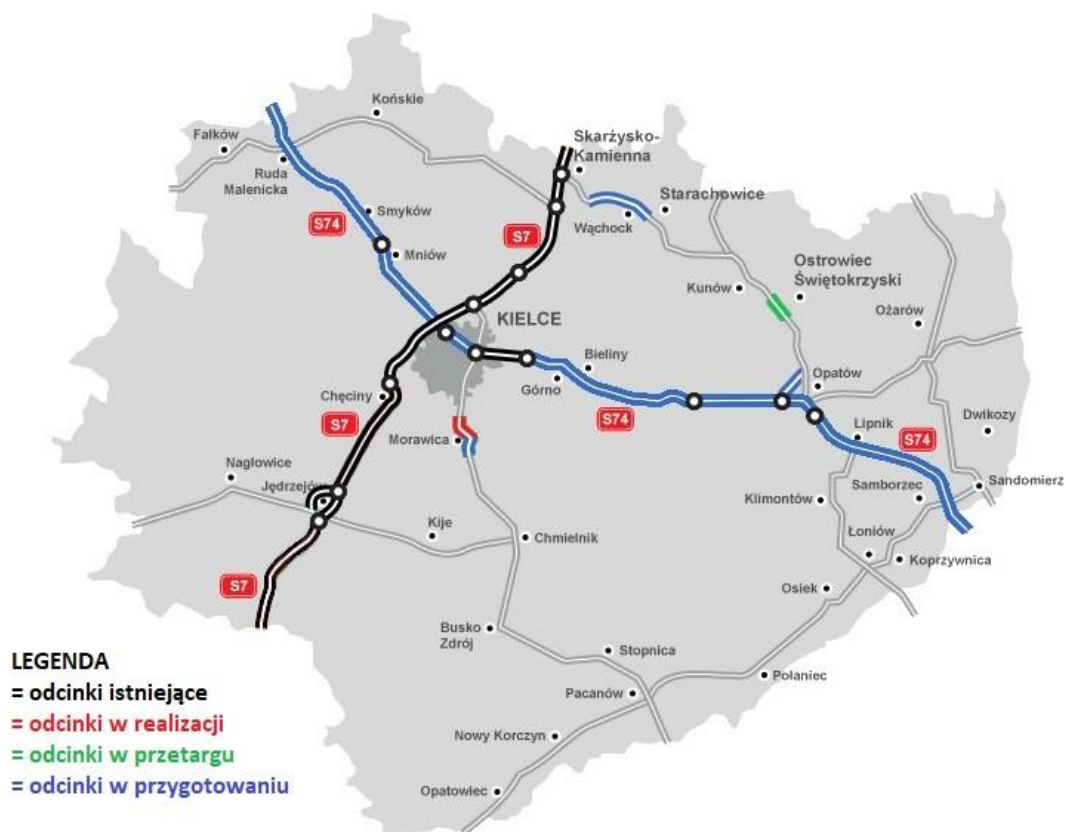 Końskie
Fałków
Ruda
Malenicka
Skarżysko-
Kamienna
Starachowice
Wąchock
Smyków
S74
S7
Mniów
Ostrowiec
Świętokrzyski
Kunów
Ożarów
KIELCE
Bieliny
Górno
Opatów
Chęciny
S74
S7
Morawica
Lipnik
Dwikozy
S74
Nagłowice
Jędrzejów
Samborzec
Sandomierz
Klimontów
Kije
Chmielnik
Łoniów
Koprzywnica
S7
Osiek
Busko
Zdrój
Stopnica
Połaniec
Pacanów
Nowy Korczyn
Opatowiec
LEGENDA
= odcinki istniejące
= odcinki w realizacji
= odcinki w przetargu
= odcinki w przygotowaniu